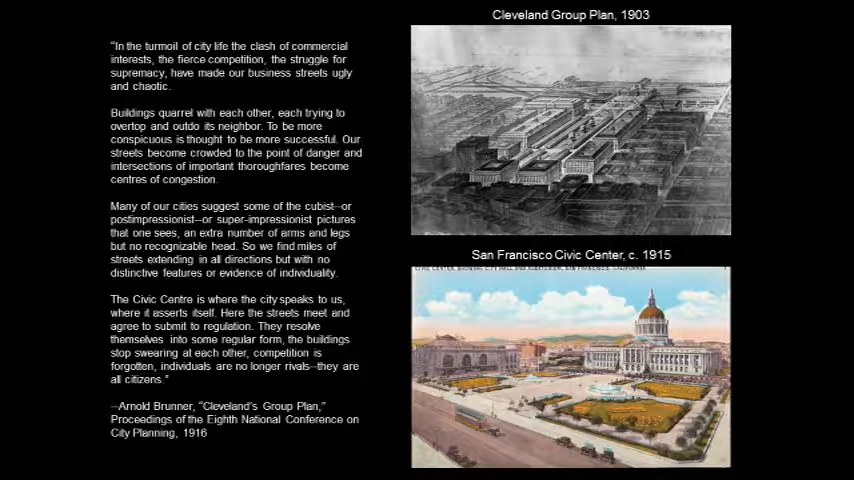 "In the turmoil of city life the clash of commercial
interests, the fierce competition, the struggle for
supremacy, have made our business streets ugly
and chaotic.
Buildings quarrel with each other, each trying to
overtop and outdo its neighbor. To be more
conspicuous is thought to be more successful. Our
streets become crowded to the point of danger and
intersections of important thoroughfares become
centres of congestion.
Many of our cities suggest some of the cubist--or
postimpressionist--or super-impressionist pictures
that one sees, an extra number of arms and legs
but no recognizable head. So we find miles of
streets extending in all directions but with no
distinctive features or evidence of individuality.
The Civic Centre is where the city speaks to us,
where it asserts itself. Here the streets meet and
agree to submit to regulation. They resolve
themselves into some regular form, the buildings
stop swearing at each other, competition is
forgotten, individuals are no longer rivals--they are
all citizens."
--Arnold Brunner, "Cleveland's Group Plan,"
Proceedings of the Eighth National Conference on
City Planning, 1916
Cleveland Group Plan, 1903
San Francisco Civic Center, c. 1915
CIVIC CENTER, SHOWING CITY HALL AND AUDITORIUM, SAN FRANCISCO, CALIFORNIA